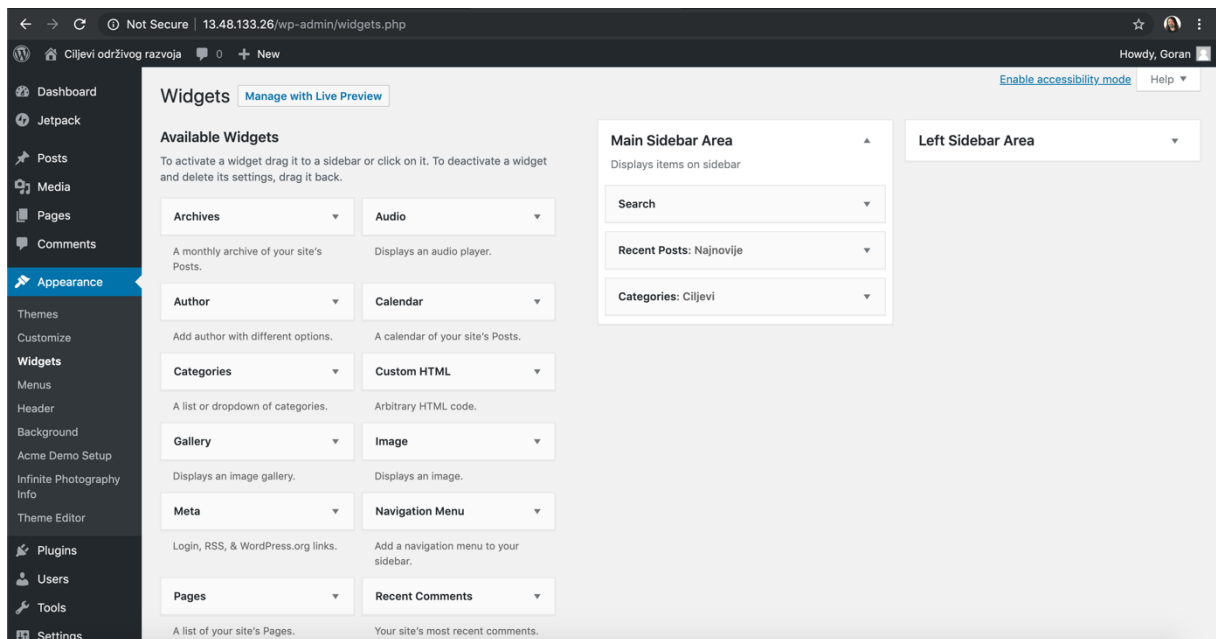 Not Secure | 13.48.133.26/wp-admin/widgets.php
Ciljevi održivog razvoja 0 + New
Howdy, Goran
Dashboard
Jetpack
Posts
Media
Pages
Comments
Appearance
Themes
Customize
Widgets
Menus
Header
Background
Acme Demo Setup
Infinite Photography
Info
Theme Editor
Plugins
Users
Tools
Settings
Enable accessibility mode
Help
Widgets
Manage with Live Preview
Available Widgets
To activate a widget drag it to a sidebar or click on it. To deactivate a widget
and delete its settings, drag it back.
Archives
A monthly archive of your site's
Posts.
Audio
Displays an audio player.
Author
Add author with different options.
Calendar
A calendar of your site's Posts.
Categories
A list or dropdown of categories.
Custom HTML
Arbitrary HTML code.
Gallery
Displays an image gallery.
Image
Displays an image.
Meta
Login, RSS, & WordPress.org links.
Navigation Menu
Add a navigation menu to your
sidebar.
Pages
A list of your site's Pages.
Recent Comments
Your site's most recent comments.
Main Sidebar Area
Displays items on sidebar
Search
Recent Posts: Najnovije
Categories: Ciljevi
Left Sidebar Area